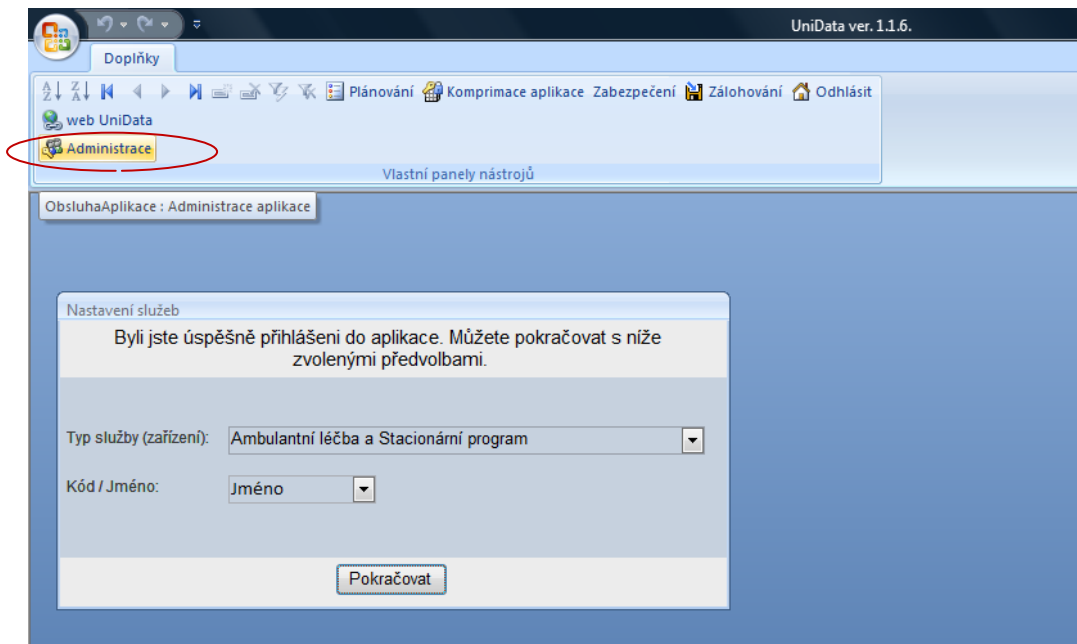 UniData ver. 1.1.6.
Doplňky
Plánování Komprimace aplikace Zabezpečení Zálohování Odhlásit
web UniData
Administrace
Vlastní panely nástrojů
ObsluhaAplikace : Administrace aplikace
Nastavení služeb
Byli jste úspěšně přihlášeni do aplikace. Můžete pokračovat s níže
zvolenými předvolbami.
Typ služby (zařízení): Ambulantní léčba a Stacionární program
Kód / Jméno: Jméno
Pokračovat